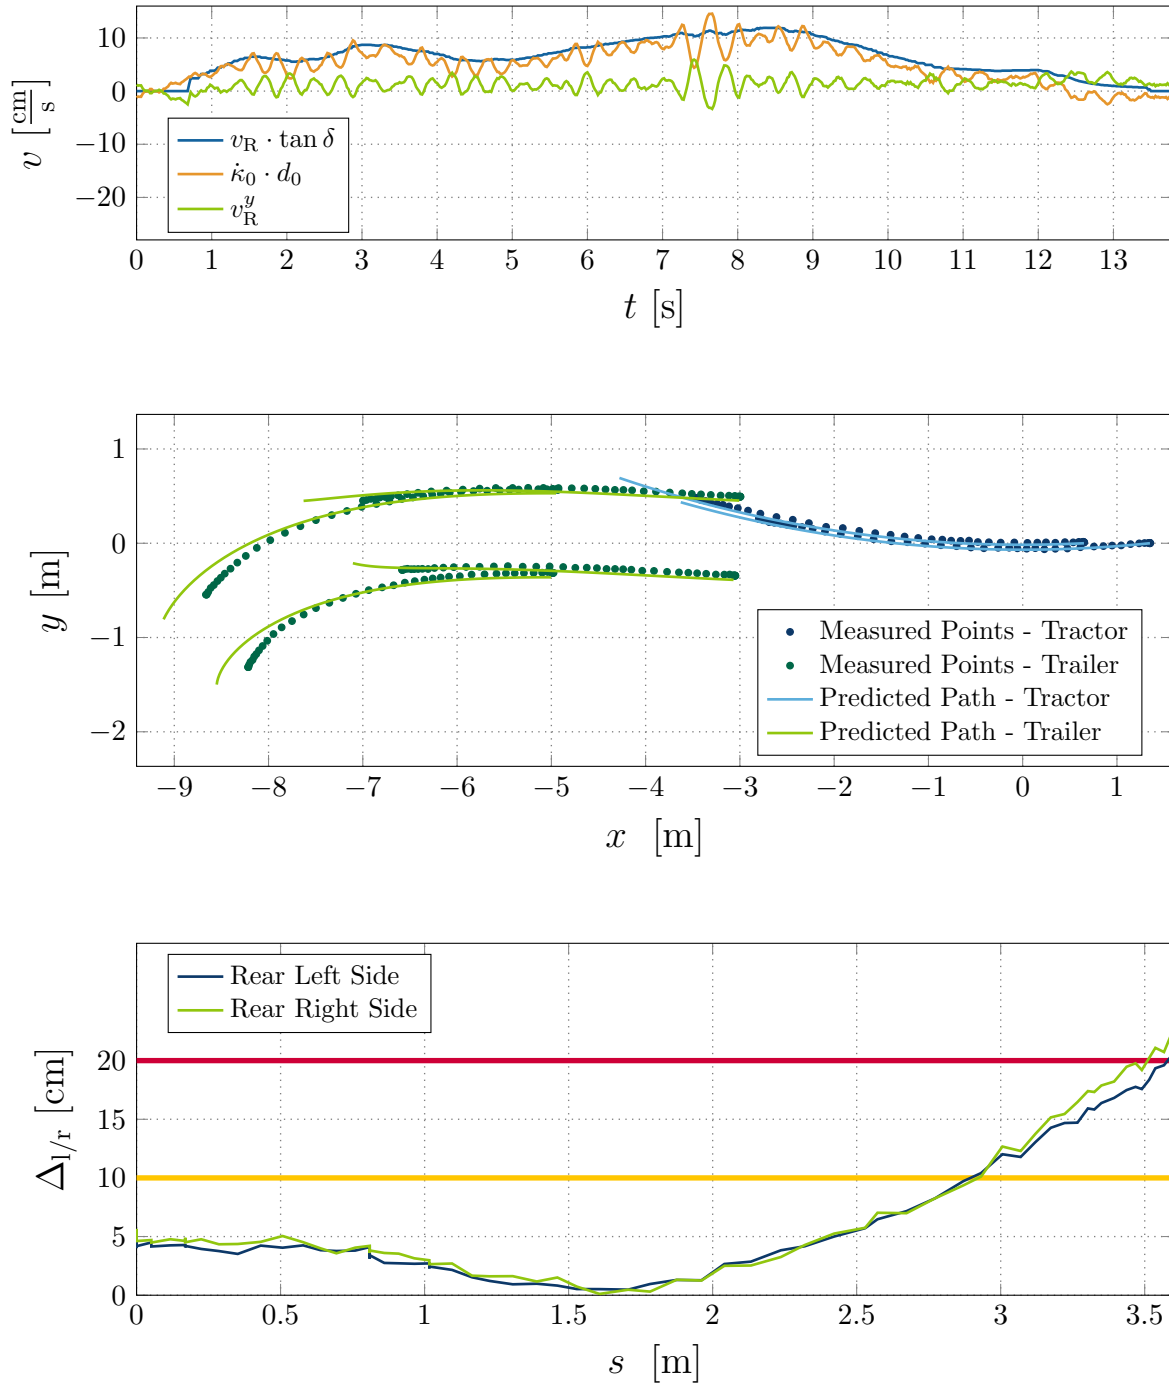 10
0
−10
−20
v [cm/s]
v_R · tan δ
κ̇_0 · d_0
v_R^y
0 1 2 3 4 5 6 7 8 9 10 11 12 13
t [s]
1
0
−1
−2
y [m]
Measured Points - Tractor
Measured Points - Trailer
Predicted Path - Tractor
Predicted Path - Trailer
−9 −8 −7 −6 −5 −4 −3 −2 −1 0 1
x [m]
Rear Left Side
Rear Right Side
20
15
10
5
0
Δ_l/r [cm]
0 0.5 1 1.5 2 2.5 3 3.5
s [m]